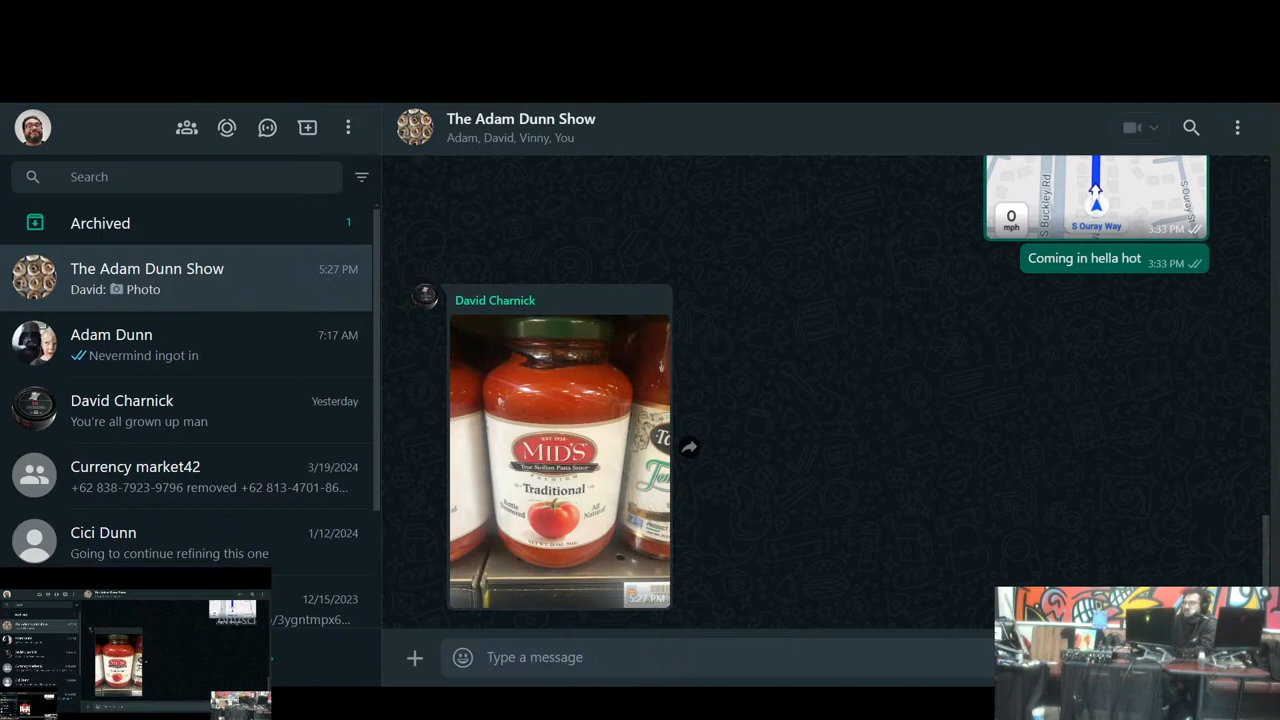 Search
Archived
1
The Adam Dunn Show
5:27 PM
David: Photo
Adam Dunn
7:17 AM
Nevermind ingot in
David Charnick
Yesterday
You're all grown up man
Currency market42
3/19/2024
+62 838-7923-9796 removed +62 813-4701-86...
Cici Dunn
1/12/2024
Going to continue refining this one
12/15/2023
The Adam Dunn Show
Adam, David, Vinny, You
S Buckley Rd
S Ouray St
0
mph
S Ouray Way
3:33 PM
Coming in hella hot
3:33 PM
David Charnick
MID'S
True Sicilian Pasta Sauce
PREMIUM
Traditional
Kettle
Simmered
All
Natural
5:27 PM
Type a message